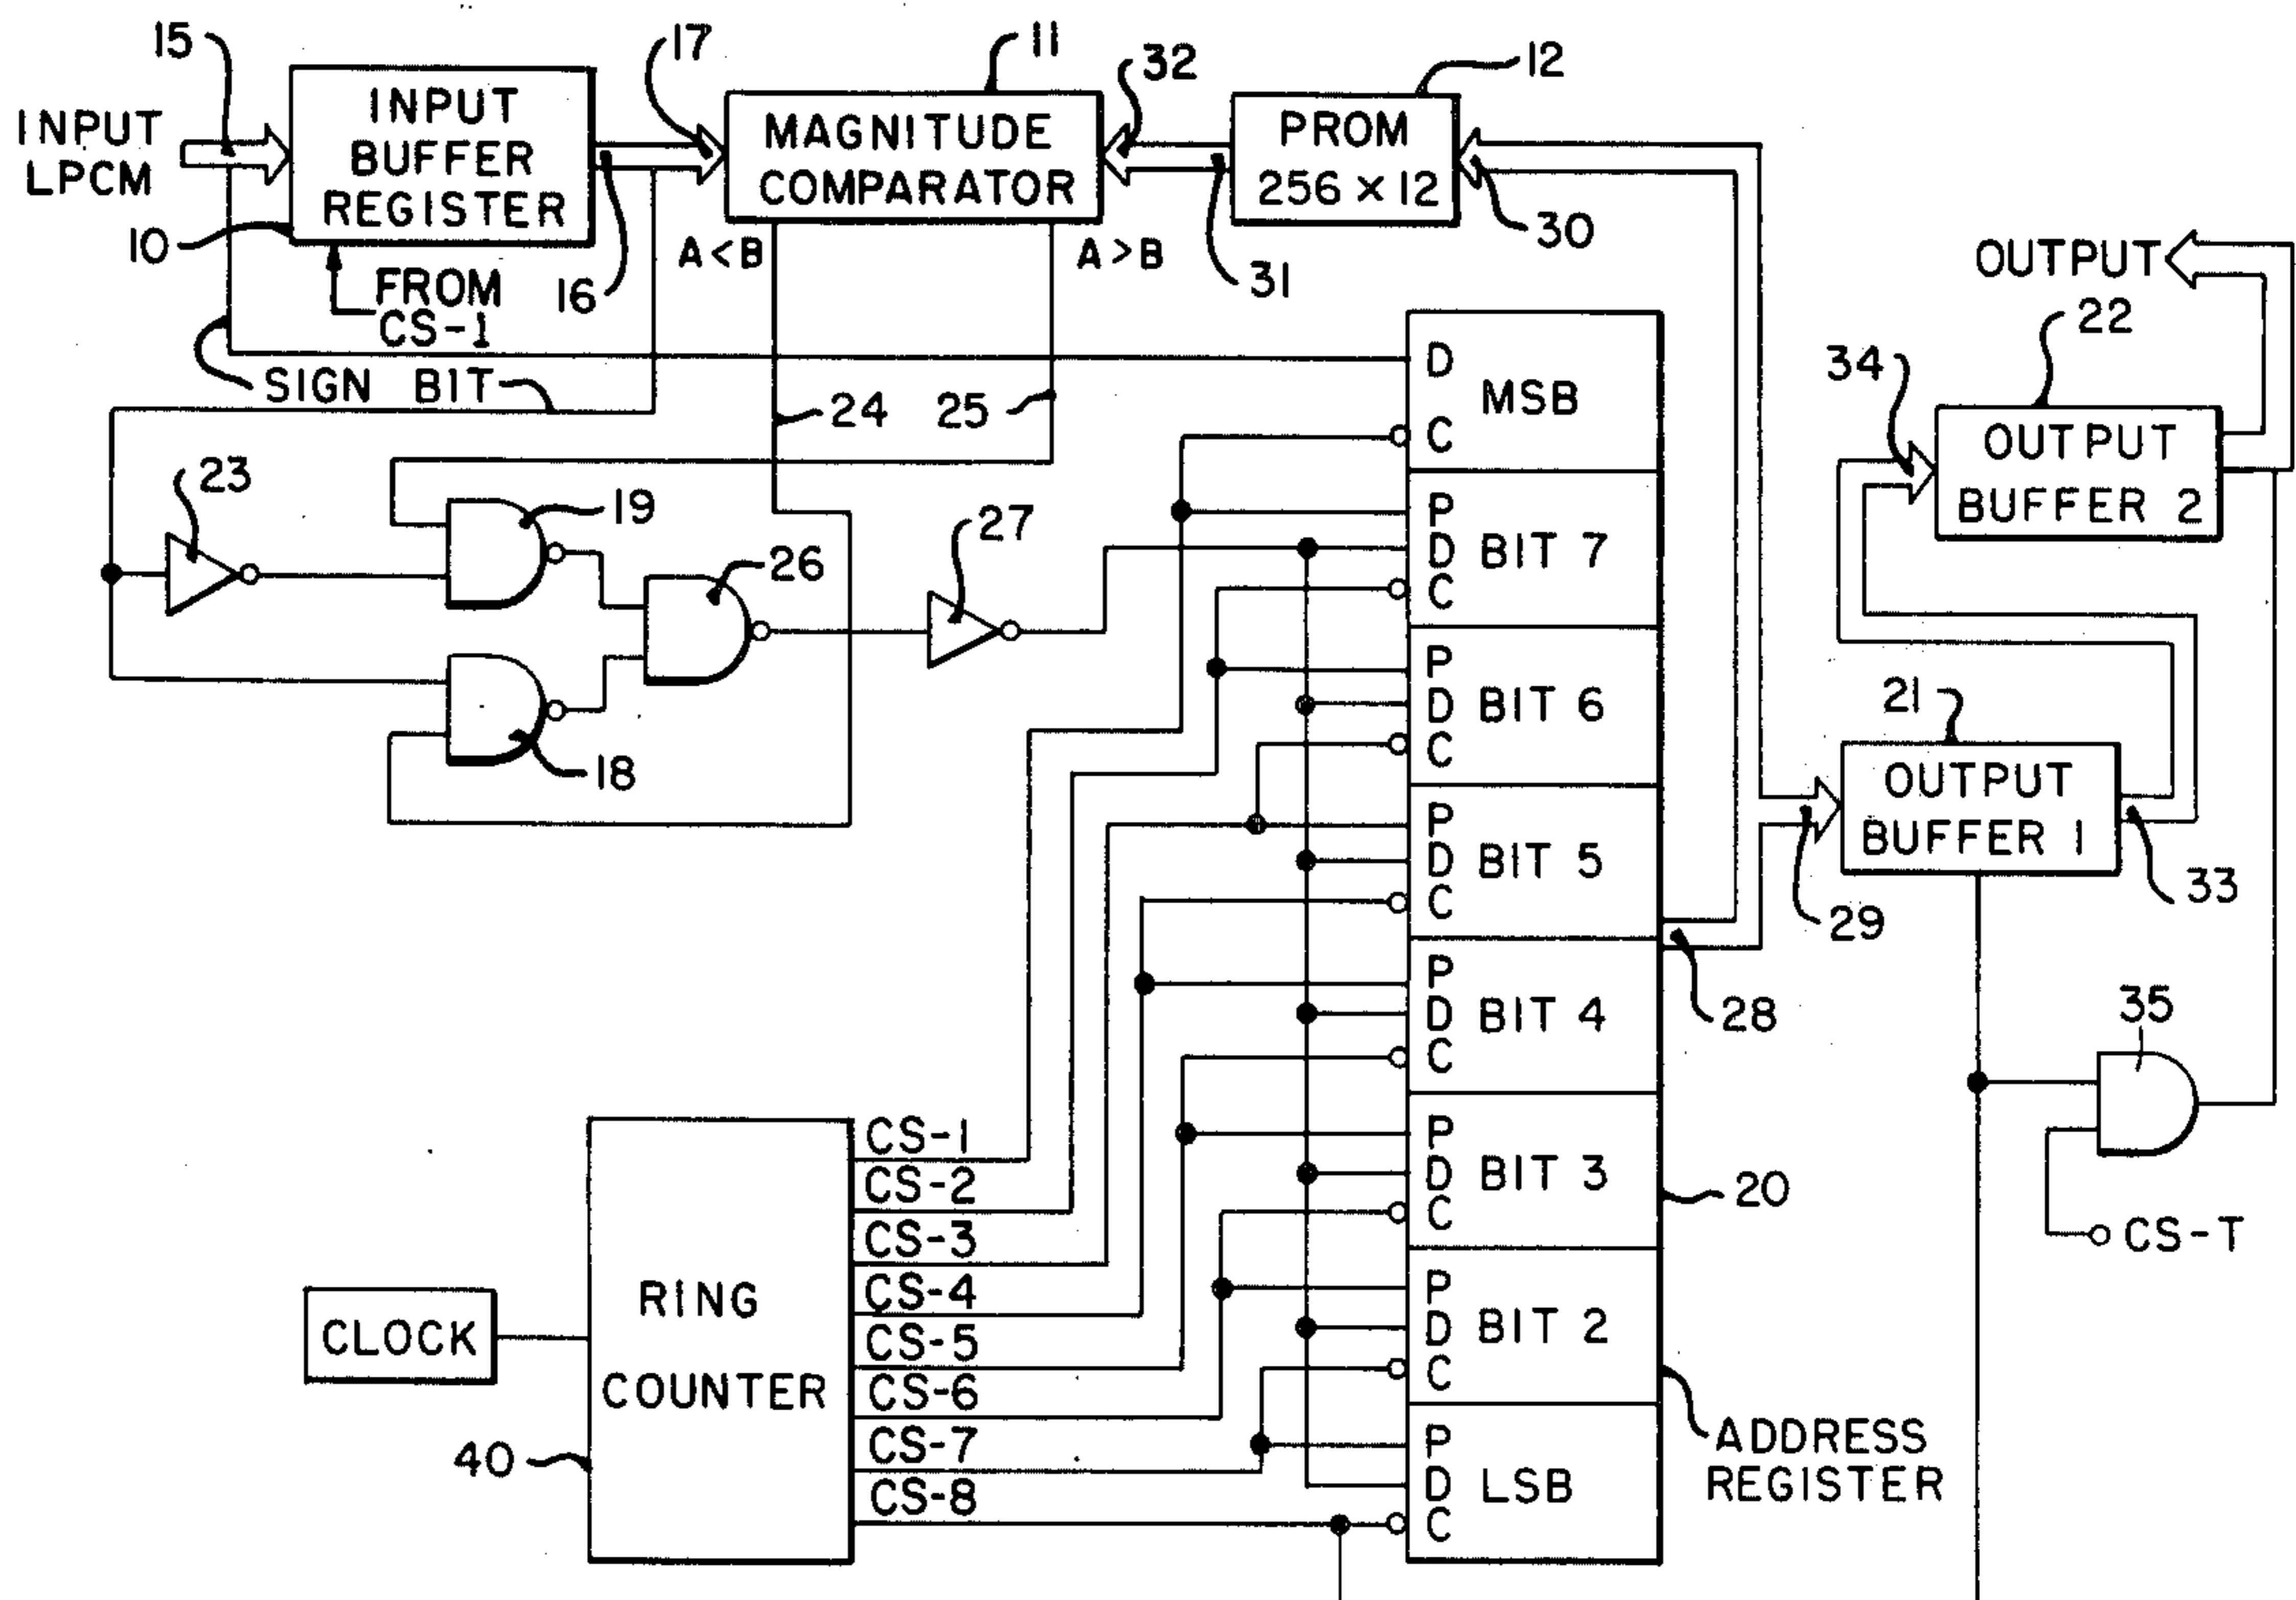 15
17
11
32
12
INPUT
LPCM
INPUT
BUFFER
REGISTER
MAGNITUDE
COMPARATOR
PROM
256 x 12
10
FROM
CS-1
16
A<B
A>B
31
30
OUTPUT
22
SIGN BIT
24
25
34
OUTPUT
BUFFER 2
23
19
26
27
18
D
MSB
C
P
D BIT 7
C
P
D BIT 6
C
P
D BIT 5
C
P
D BIT 4
C
P
D BIT 3
C
P
D BIT 2
C
P
D LSB
C
21
OUTPUT
BUFFER 1
29
33
28
35
20
CS-T
CS-1
CS-2
CS-3
CS-4
CS-5
CS-6
CS-7
CS-8
RING
COUNTER
CLOCK
40
ADDRESS
REGISTER